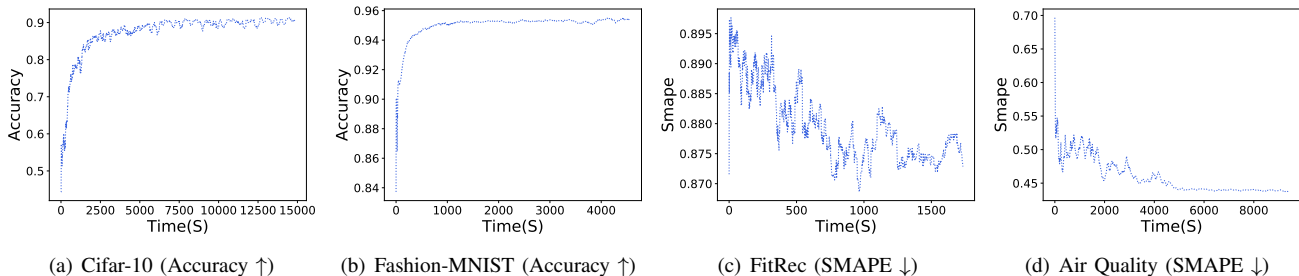 0.9
0.8
0.7
0.6
0.5
Accuracy
0 2500 5000 7500 10000 12500 15000
Time(S)
(a) Cifar-10 (Accuracy ↑)
0.96
0.94
0.92
0.90
0.88
0.86
0.84
Accuracy
0 1000 2000 3000 4000
Time(S)
(b) Fashion-MNIST (Accuracy ↑)
0.895
0.890
0.885
0.880
0.875
0.870
Smape
0 500 1000 1500
Time(S)
(c) FitRec (SMAPE ↓)
0.70
0.65
0.60
0.55
0.50
0.45
Smape
0 2000 4000 6000 8000
Time(S)
(d) Air Quality (SMAPE ↓)